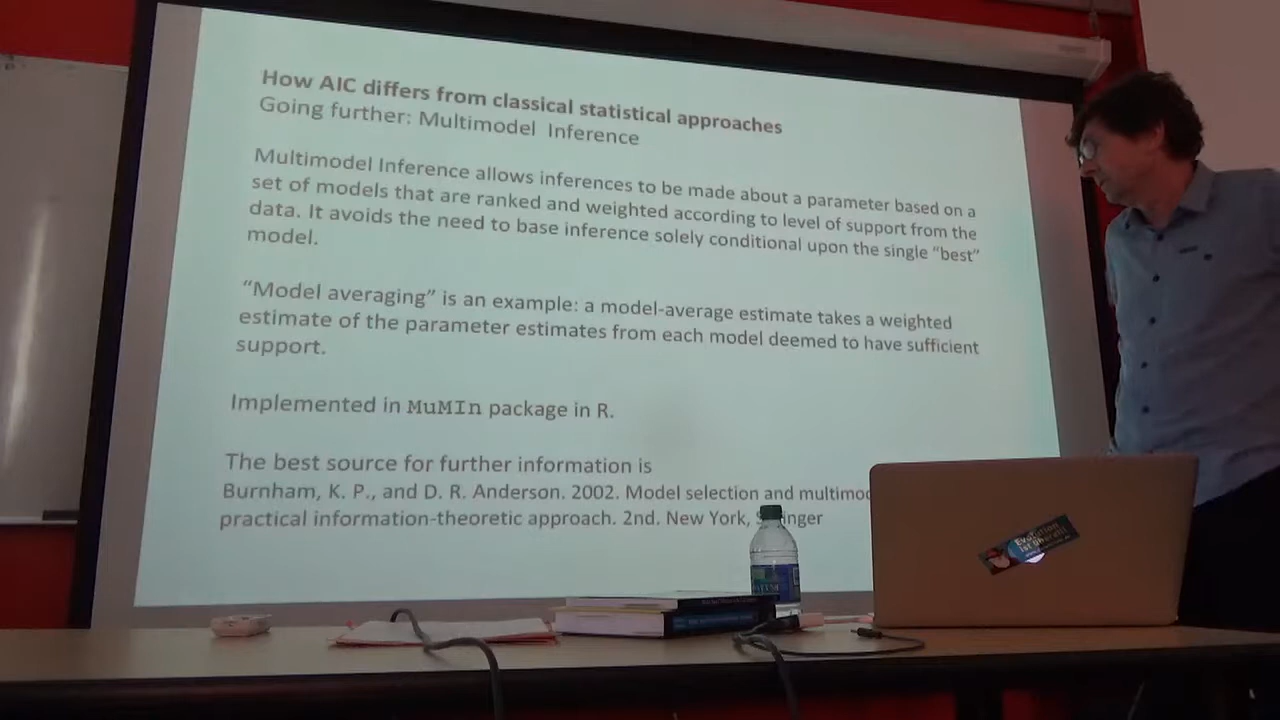 How AIC differs from classical statistical approaches
Going further: Multimodel Inference
Multimodel Inference allows inferences to be made about a parameter based on a
set of models that are ranked and weighted according to level of support from the
data. It avoids the need to base inference solely conditional upon the single “best”
model.
“Model averaging” is an example: a model-average estimate takes a weighted
estimate of the parameter estimates from each model deemed to have sufficient
support.
Implemented in MuMIn package in R.
The best source for further information is
Burnham, K. P., and D. R. Anderson. 2002. Model selection and multimo
practical information-theoretic approach. 2nd. New York, S inger
Evolution
ist überall!